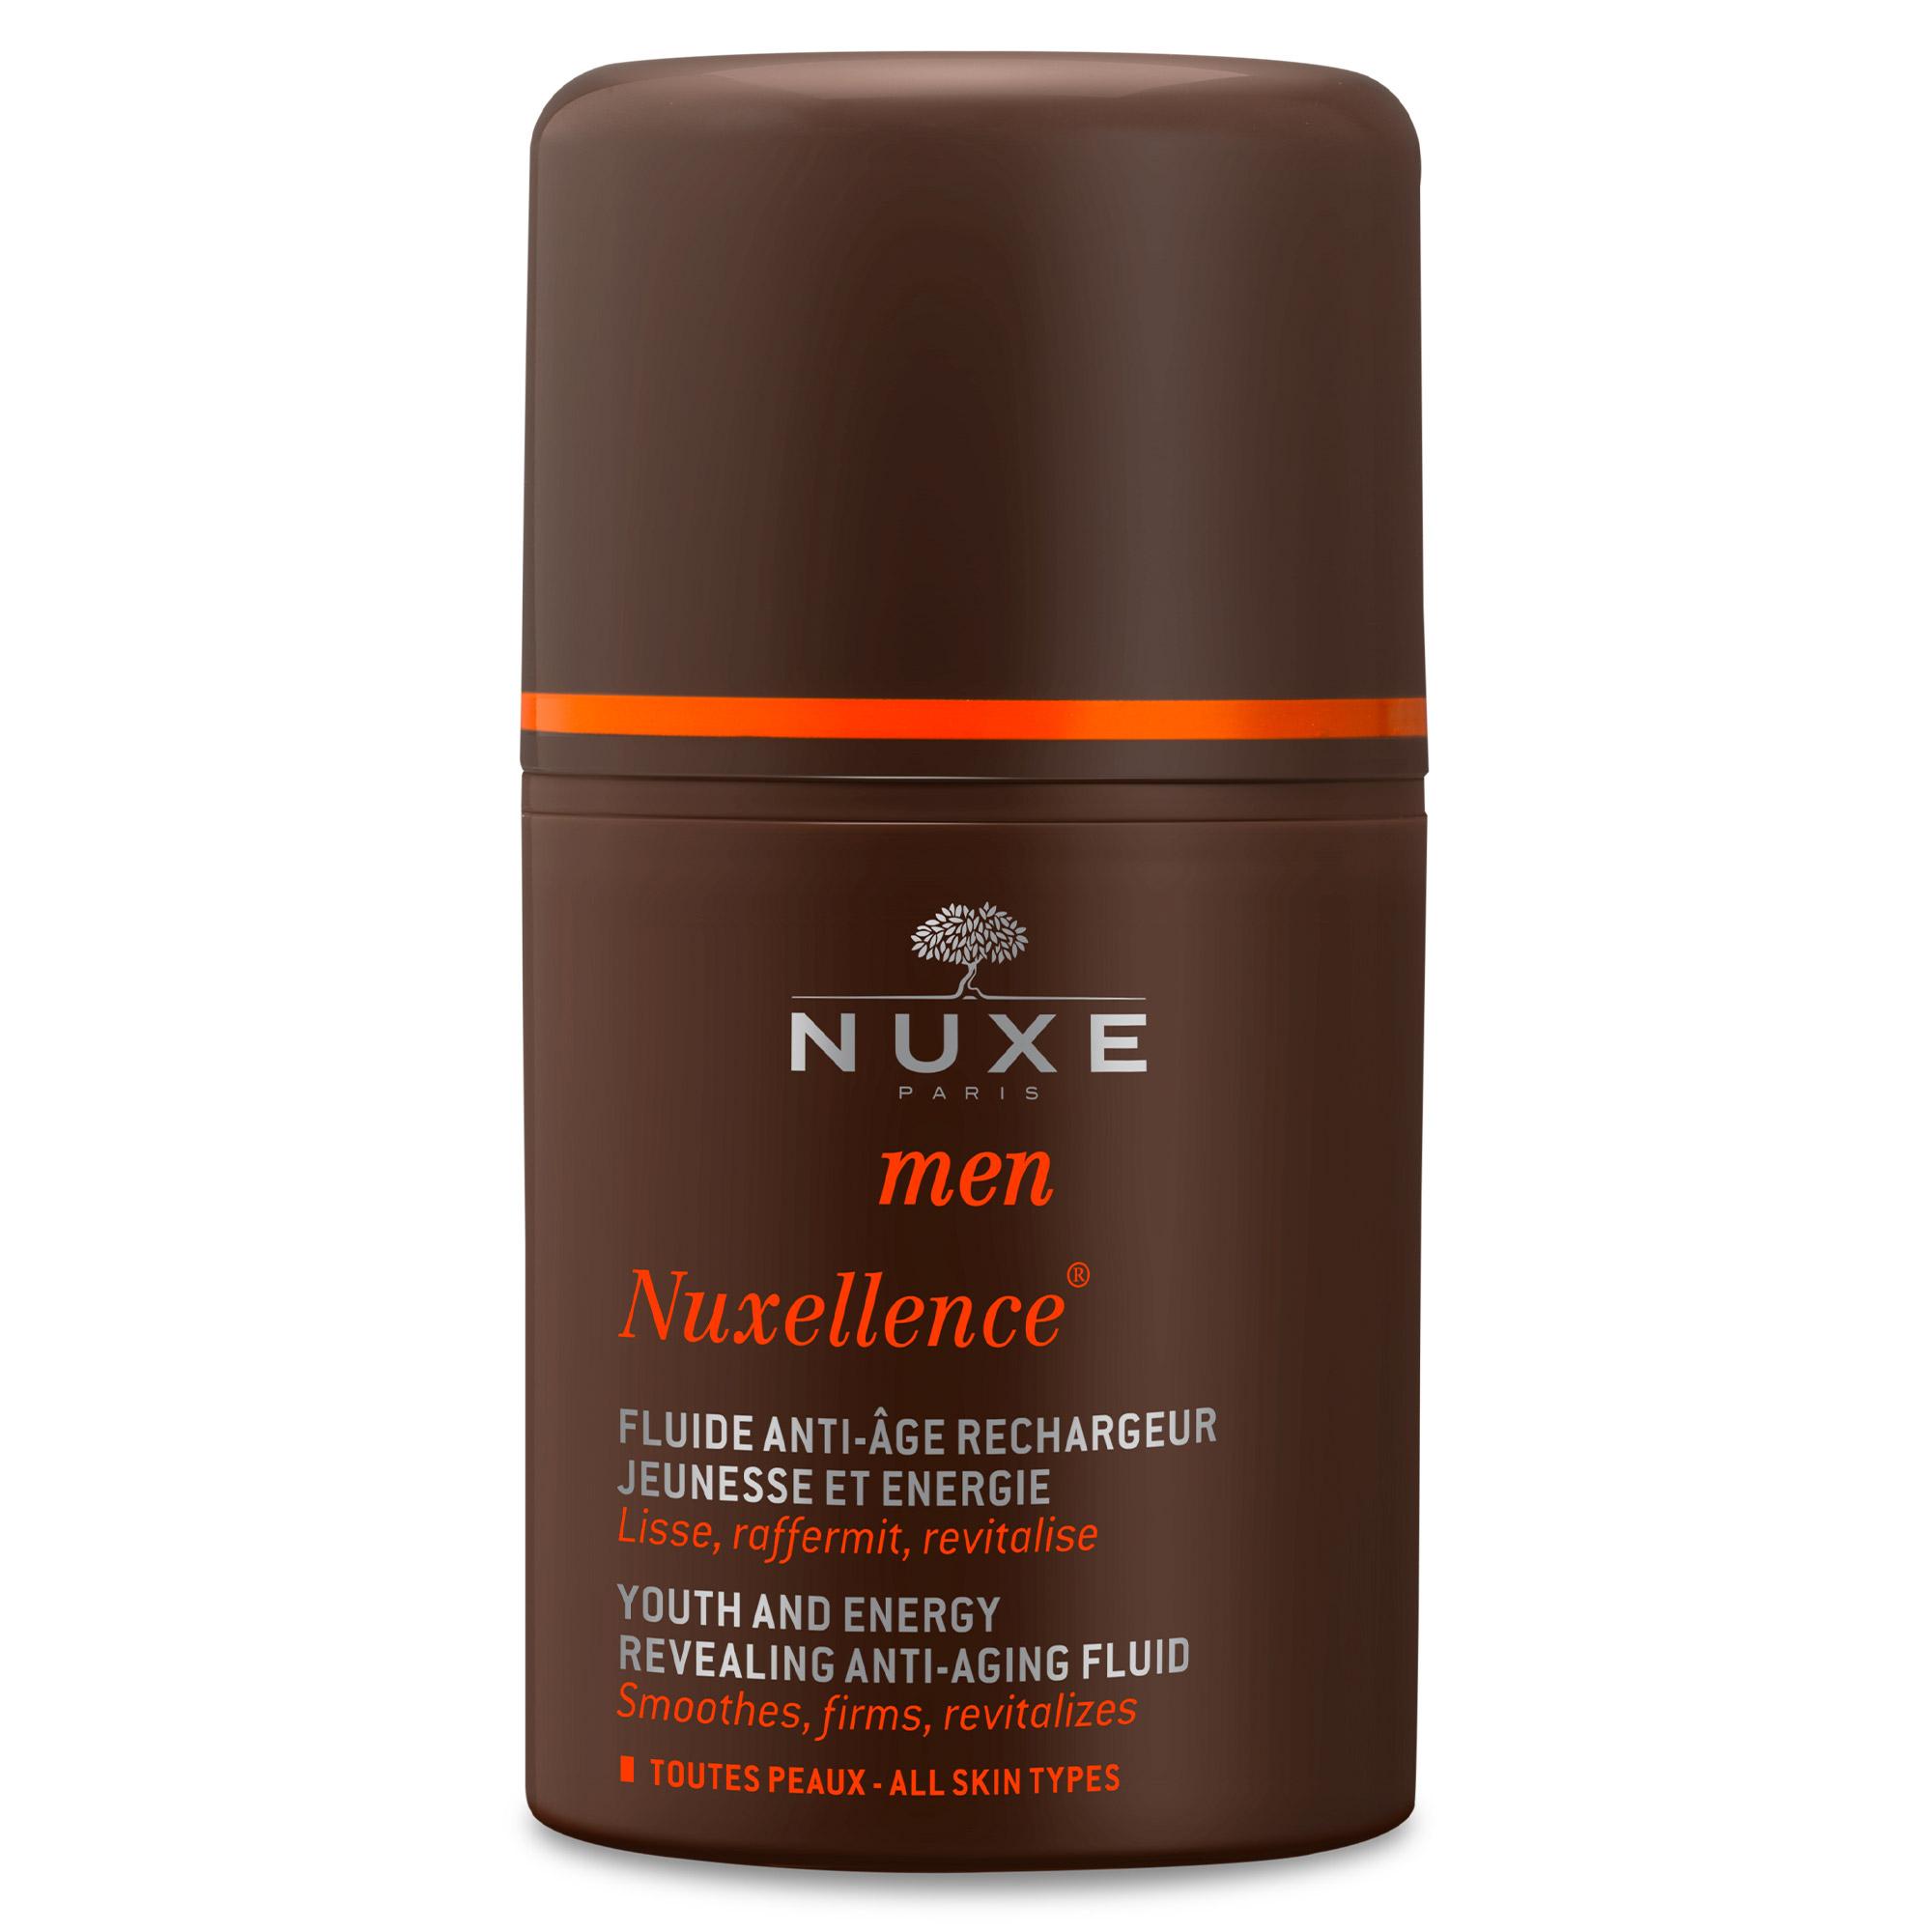 NUXE
PARIS
men
Nuxellence®
FLUIDE ANTI-ÂGE RECHARGEUR
JEUNESSE ET ENERGIE
Lisse, raffermit, revitalise
YOUTH AND ENERGY
REVEALING ANTI-AGING FLUID
Smoothes, firms, revitalizes
TOUTES PEAUX - ALL SKIN TYPES